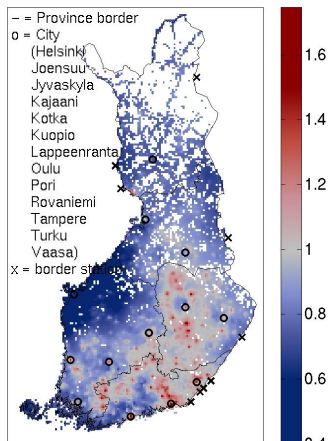 – = Province border
o = City
(Helsinki
Joensuu
Jyvaskyla
Kajaani
Kotka
Kuopio
Lappeenranta
Oulu
Pori
Rovaniemi
Tampere
Turku
Vaasa)
x = border station
1.6
1.4
1.2
1
0.8
0.6